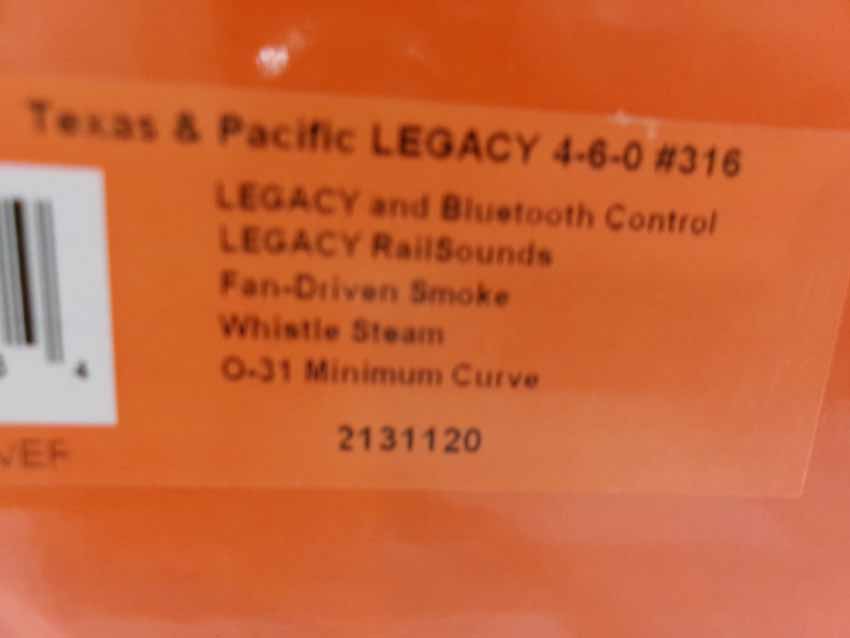 Texas & Pacific LEGACY 4-6-0 #316
LEGACY and Bluetooth Control
LEGACY RailSounds
Fan-Driven Smoke
Whistle Steam
O-31 Minimum Curve
4
2131120